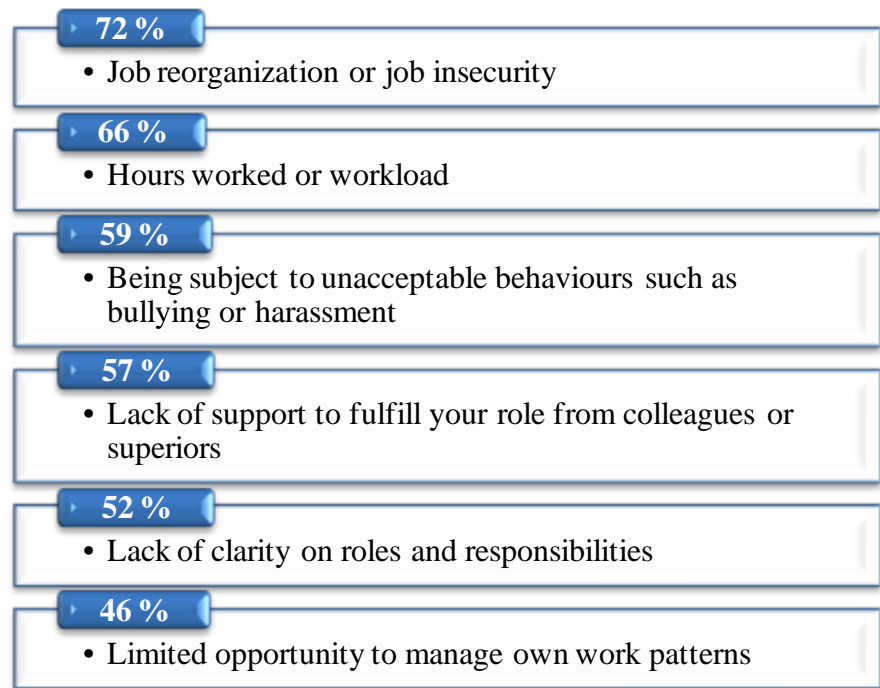 72 %
• Job reorganization or job insecurity
66 %
• Hours worked or workload
59 %
• Being subject to unacceptable behaviours such as
bullying or harassment
57 %
• Lack of support to fulfill your role from colleagues or
superiors
52 %
• Lack of clarity on roles and responsibilities
46 %
• Limited opportunity to manage own work patterns